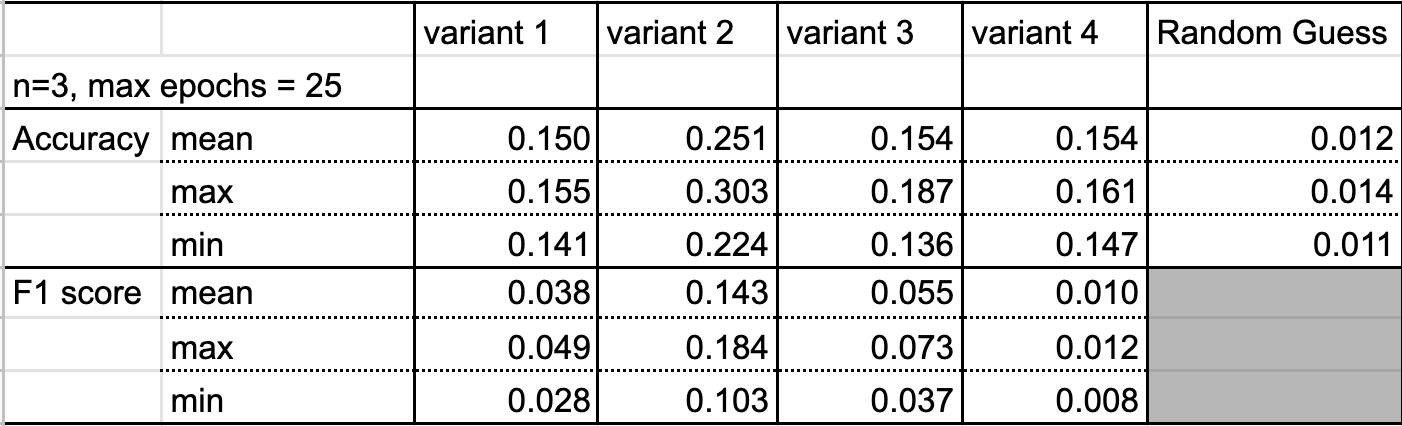 variant 1 variant 2 variant 3 variant 4 Random Guess
n=3, max epochs = 25
Accuracy mean 0.150 0.251 0.154 0.154 0.012
max 0.155 0.303 0.187 0.161 0.014
min 0.141 0.224 0.136 0.147 0.011
F1 score mean 0.038 0.143 0.055 0.010
max 0.049 0.184 0.073 0.012
min 0.028 0.103 0.037 0.008